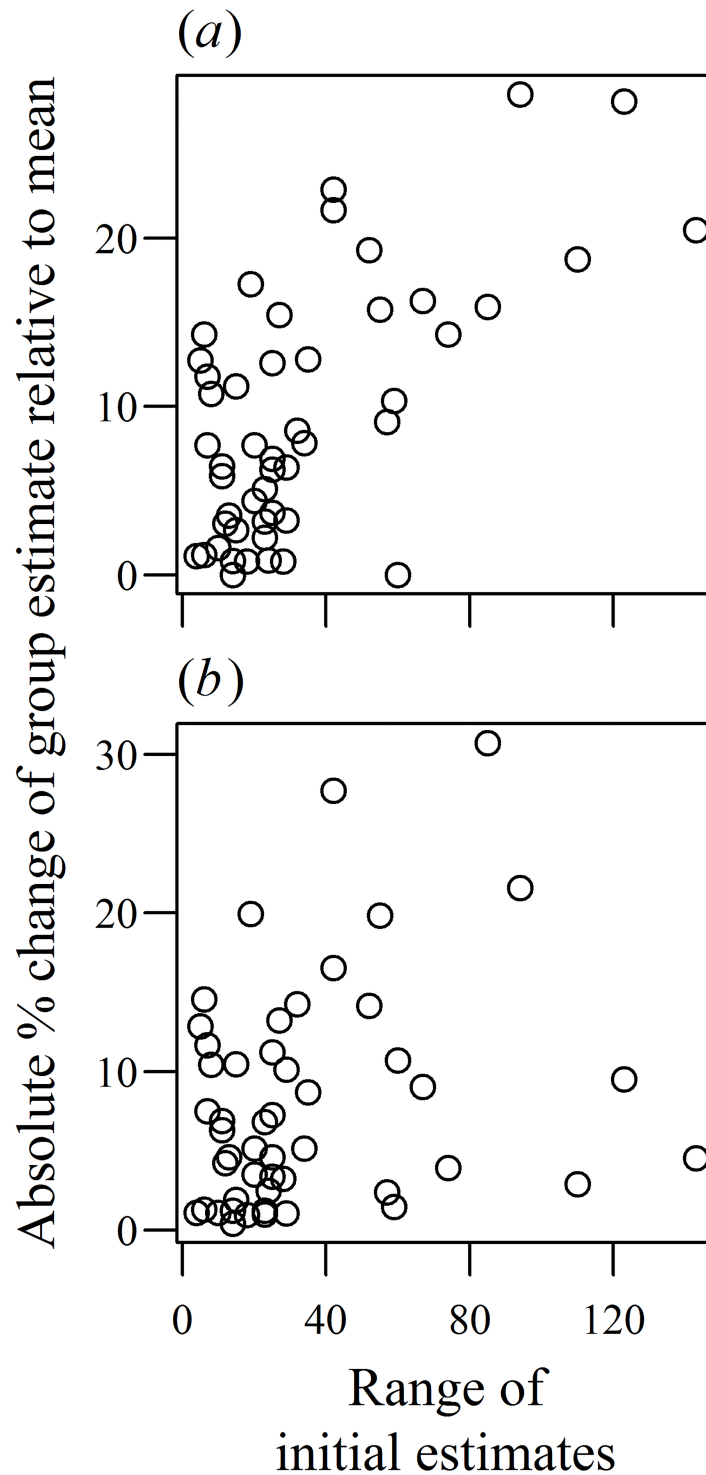 (a)
Absolute % change of group estimate relative to mean
20
10
0
(b)
30
20
10
0
0 40 80 120
Range of
initial estimates